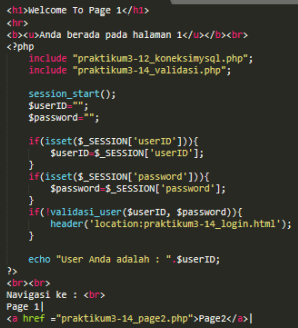 <h1>Welcome To Page 1</h1>
<hr>
<b><u>Anda berada pada halaman 1</u></b><br>
<?php
include "praktikum3-12_koneksimysql.php";
include "praktikum3-14_validasi.php";
session_start();
$userID="";
$password="";
if(isset($_SESSION['userID'])){
$userID=$_SESSION['userID'];
}
if(isset($_SESSION['password'])){
$password=$_SESSION['password'];
}
if(!validasi_user($userID, $password)){
header('location:praktikum3-14_login.html');
}
echo "User Anda adalah : ".$userID;
?>
<br><br>
Navigasi ke : <br>
Page 1|
<a href ="praktikum3-14_page2.php">Page2</a>|